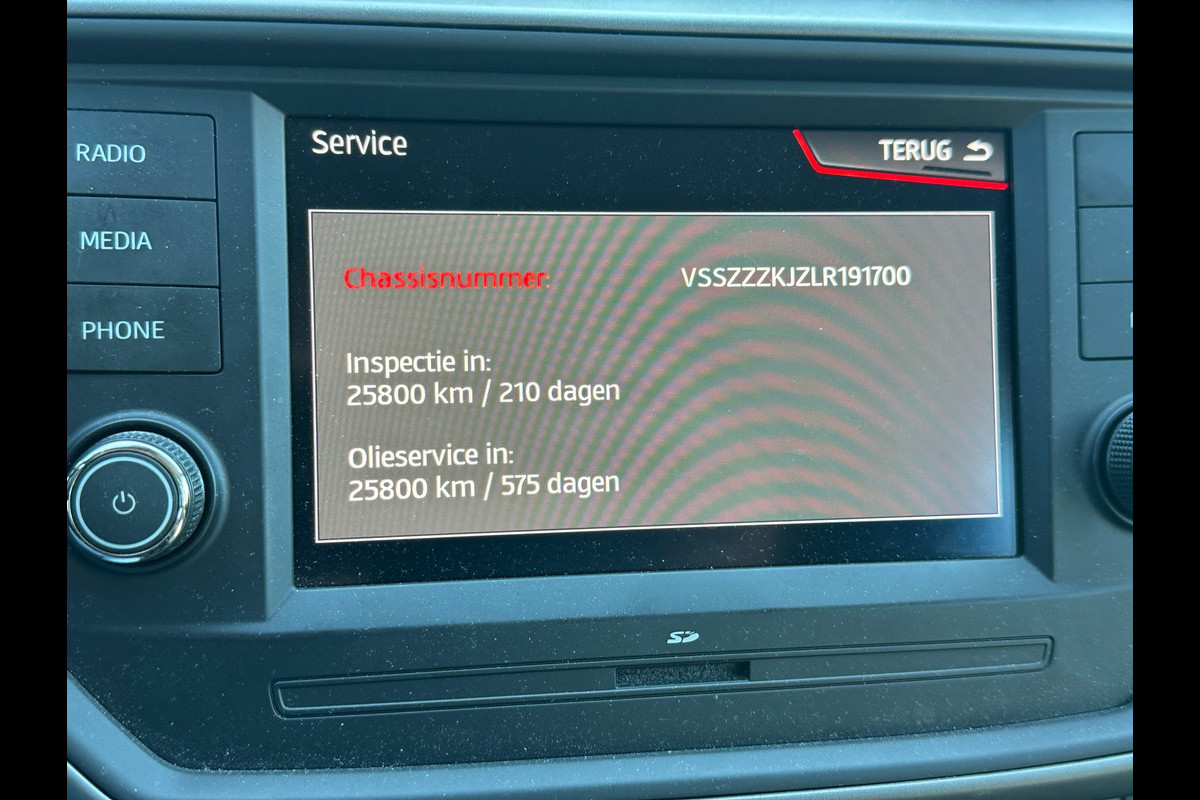 Service
TERUG
RADIO
MEDIA
PHONE
Chassisnummer: VSSZZZKJZLR191700
Inspectie in:
25800 km / 210 dagen
Olieservice in:
25800 km / 575 dagen
SD